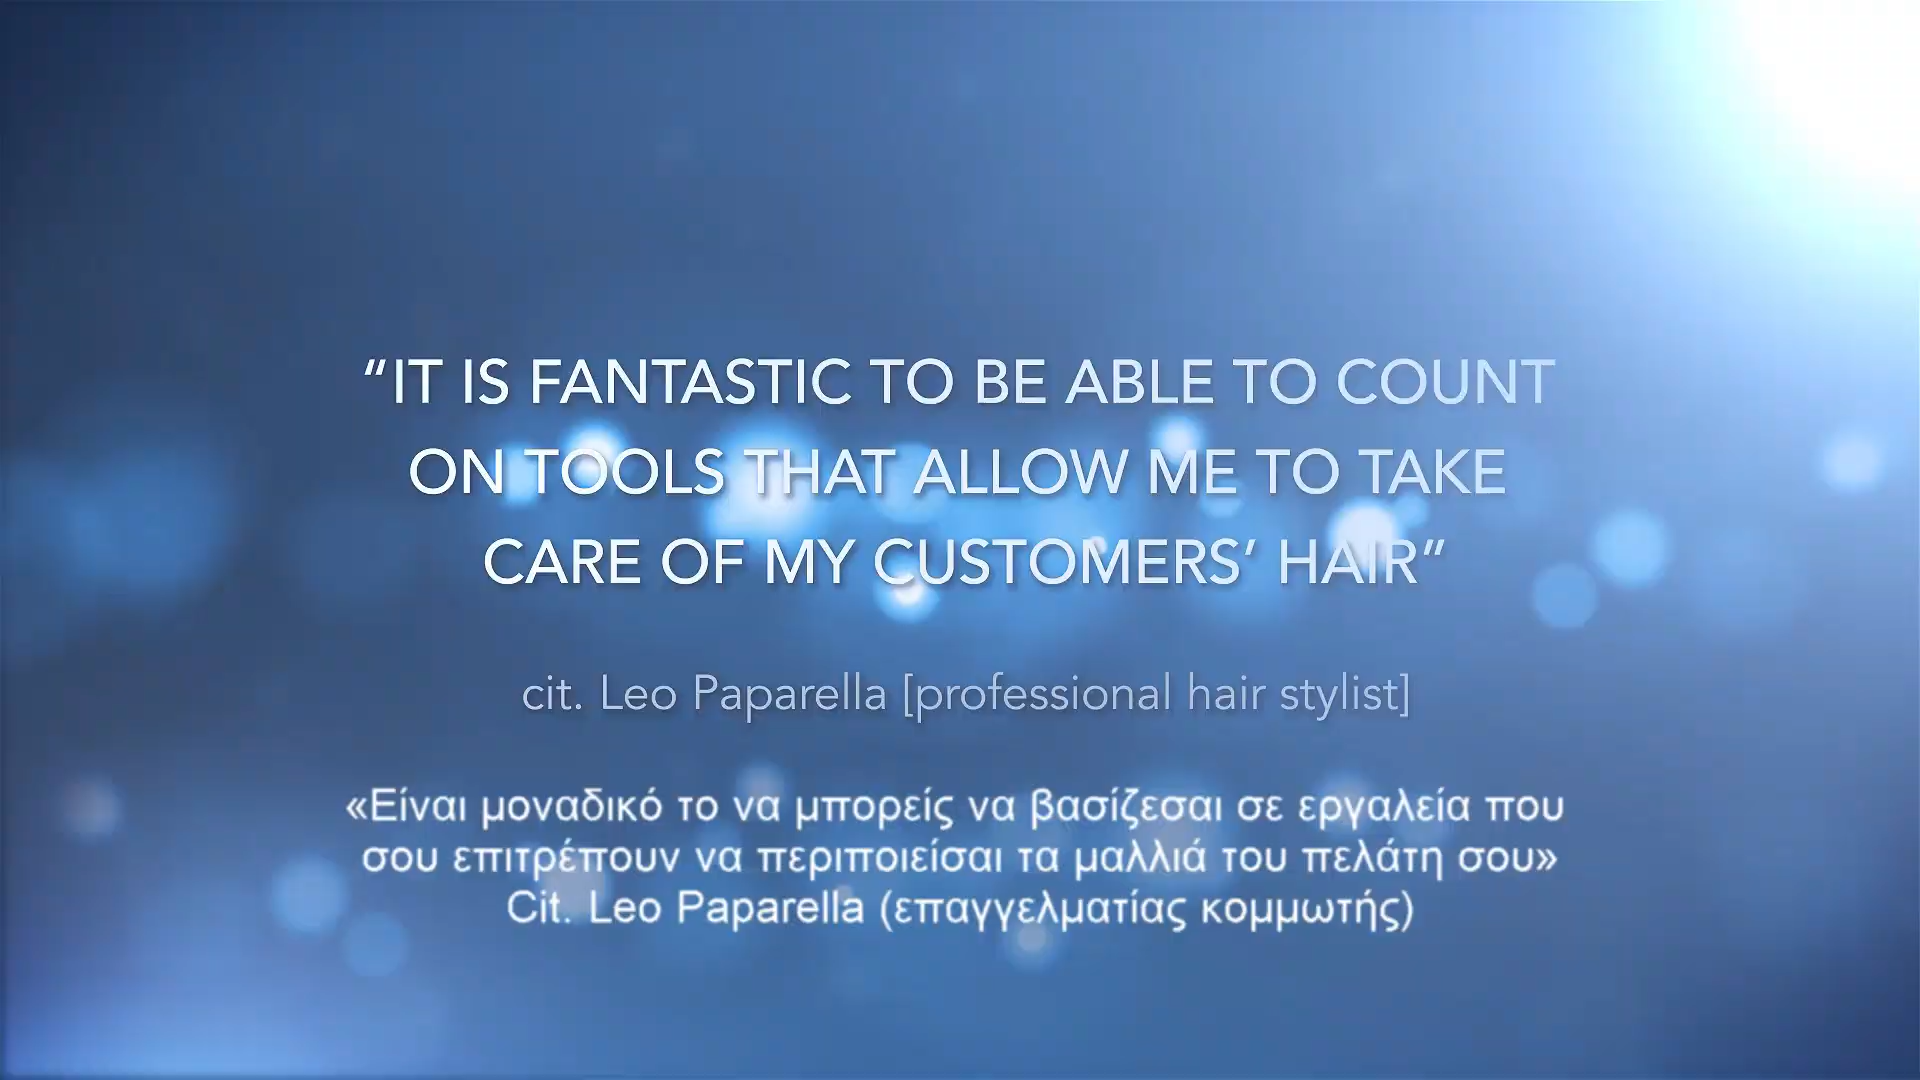 “IT IS FANTASTIC TO BE ABLE TO COUNT
ON TOOLS THAT ALLOW ME TO TAKE
CARE OF MY CUSTOMERS’ HAIR”
cit. Leo Paparella [professional hair stylist]
«Είναι μοναδικό το να μπορείς να βασίζεσαι σε εργαλεία που
σου επιτρέπουν να περιποιείσαι τα μαλλιά του πελάτη σου»
Cit. Leo Paparella (επαγγελματίας κομμωτής)